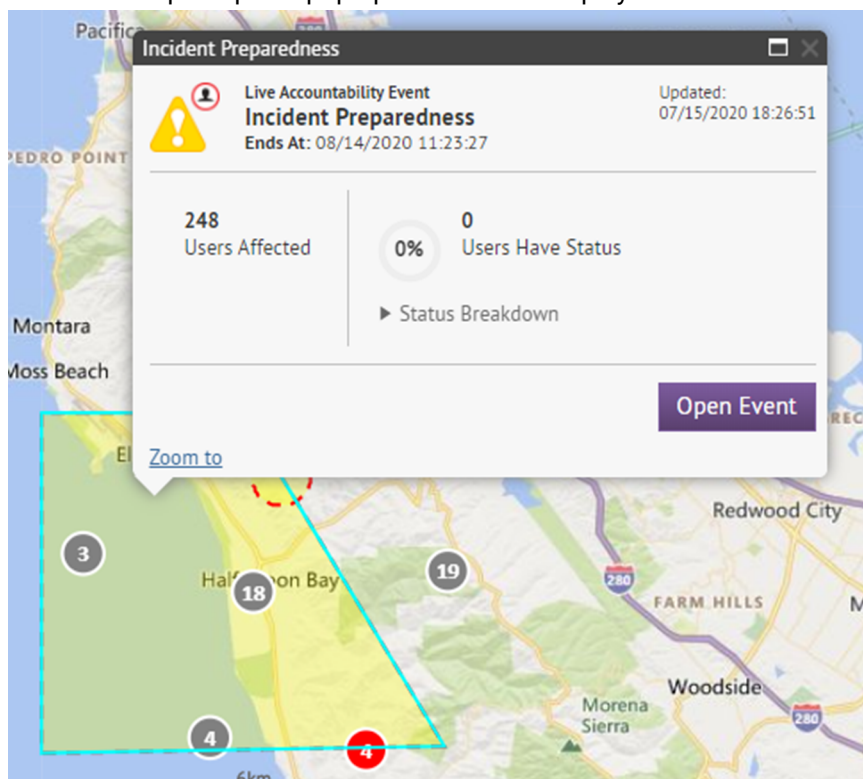 Pacific
Incident Preparedness
Live Accountability Event
Incident Preparedness
Ends At: 08/14/2020 11:23:27
Updated:
07/15/2020 18:26:51
PEDRO POINT
248
Users Affected
0%
0
Users Have Status
Status Breakdown
Montara
Moss Beach
Open Event
Zoom to
El
REC
Redwood City
3
Half Moon Bay
18
19
280
FARM HILLS
M
Woodside
Morena
Sierra
280
4
4
6km